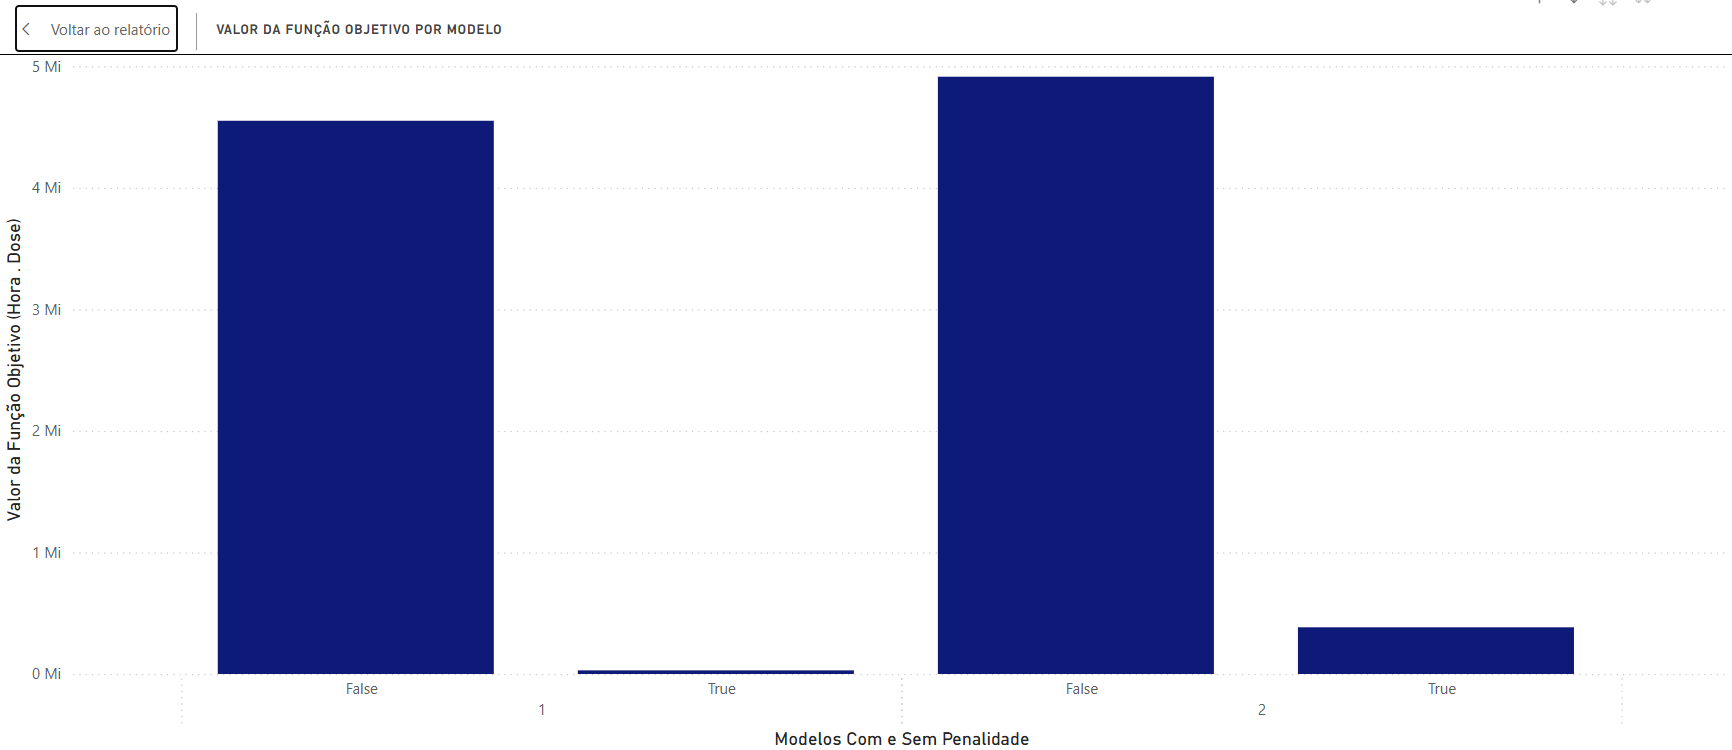 Voltar ao relatório
VALOR DA FUNÇÃO OBJETIVO POR MODELO
Valor da Função Objetivo (Hora . Dose)
5 Mi
4 Mi
3 Mi
2 Mi
1 Mi
0 Mi
False True False True
1 2
Modelos Com e Sem Penalidade